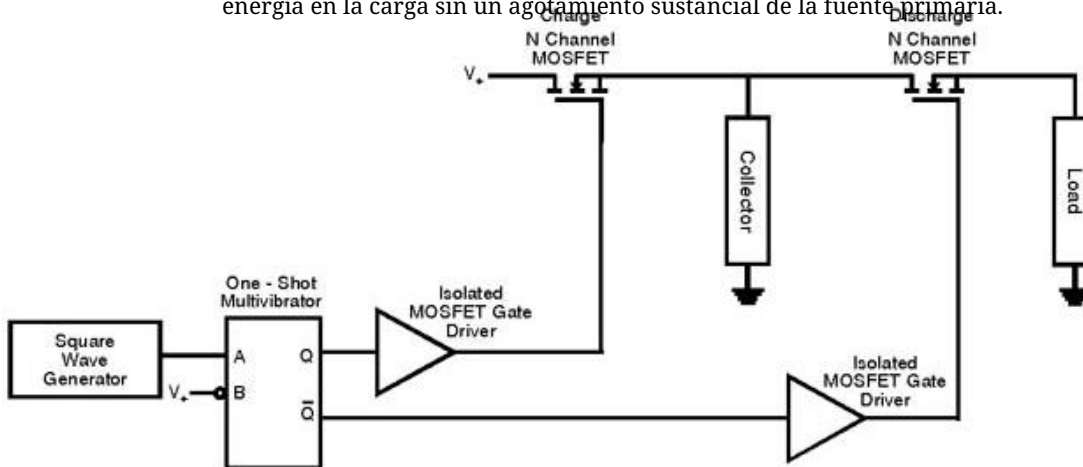 energía en la carga sin un agotamiento sustancial de la fuente primaria.
Charge
N Channel
MOSFET
Discharge
N Channel
MOSFET
V+
Collector
Load
One - Shot
Multivibrator
Isolated
MOSFET Gate
Driver
Square
Wave
Generator
A
Q
V+
B
Q̅
Isolated
MOSFET Gate
Driver